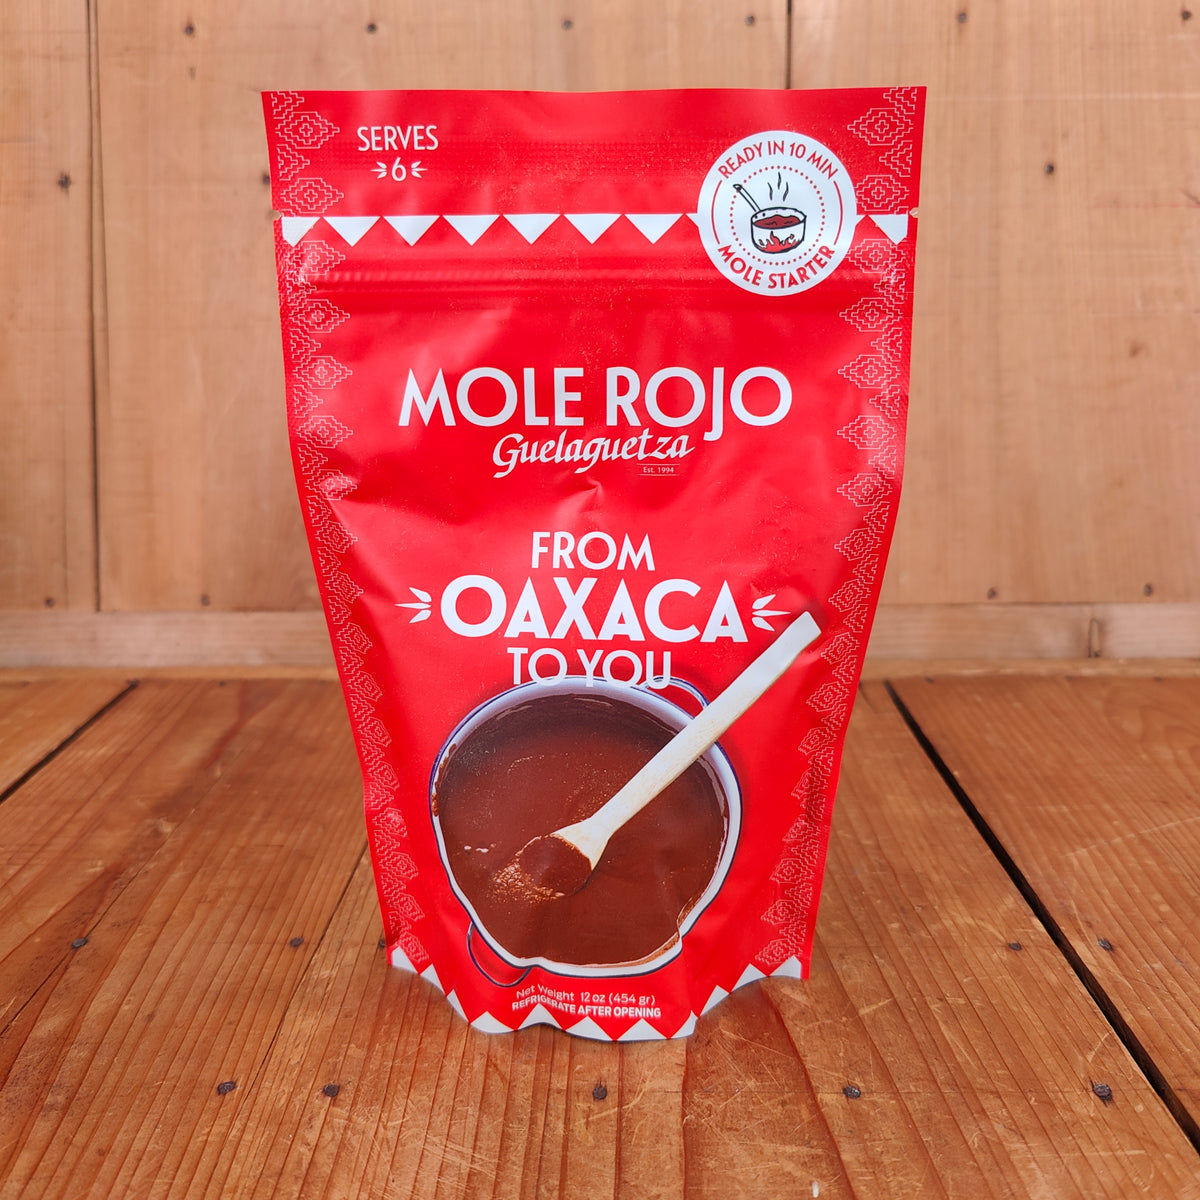 SERVES
6
READY IN 10 MIN
MOLE STARTER
MOLE ROJO
Guelaguetza
Est. 1994
FROM
OAXACA
TO YOU
Net Weight 12 oz (454 gr)
REFRIGERATE AFTER OPENING